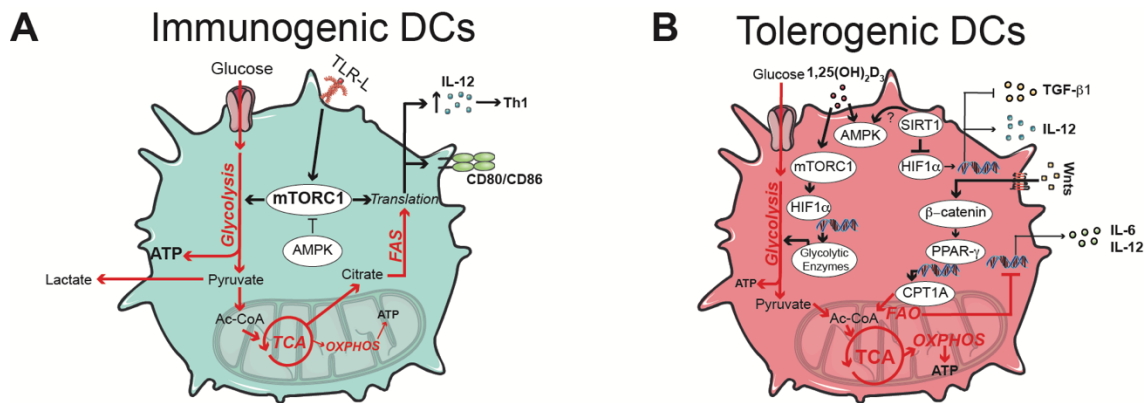 A
Immunogenic DCs
Glucose
TLR-L
IL-12
Th1
CD80/CD86
Glycolysis
mTORC1
Translation
AMPK
FAS
ATP
Lactate
Pyruvate
Citrate
Ac-CoA
TCA
OXPHOS
ATP
B
Tolerogenic DCs
Glucose
1,25(OH)₂D₃
TGF-β1
IL-12
AMPK
?
SIRT1
mTORC1
HIF1α
Wnts
HIF1α
β-catenin
Glycolysis
Glycolytic
Enzymes
PPAR-γ
IL-6
IL-12
ATP
CPT1A
Pyruvate
Ac-CoA
FAO
TCA
OXPHOS
ATP